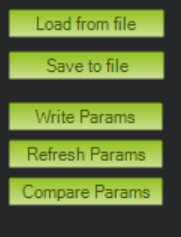 Load from file
Save to file
Write Params
Refresh Params
Compare Params